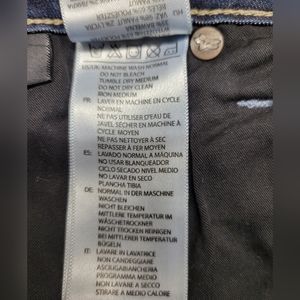 US/UK: MACHINE WASH NORMAL
DO NOT BLEACH
TUMBLE DRY MEDIUM
DO NOT DRY CLEAN
IRON MEDIUM
FR: LAVER EN MACHINE EN CYCLE
NORMAL
NE PAS UTILISER D'EAU DE
JAVEL SÉCHER EN MACHINE À
CYCLE MOYEN
NE PAS NETTOYER À SEC
REPASSER À FER MOYEN
ES: LAVADO NORMAL A MÁQUINA
NO USAR BLANQUEADOR
CICLO SECADO NIVEL MEDIO
NO LAVAR EN SECO
PLANCHA TIBIA
DE: NORMAL IN DER MASCHINE
WASCHEN
NICHT BLEICHEN
MITTLERE TEMPERATUR IM
WÄSCHETROCKNER
NICHT TROCKEN REINIGEN
BEI MITTLERER TEMPERATUR
BÜGELN
IT: LAVARE IN LAVATRICE
NON CANDEGGIARE
ASCIUGABIANCHERIA
PROGRAMMA MEDIO
NON LAVARE A SECO
STIRARE A MEDIO CALORE